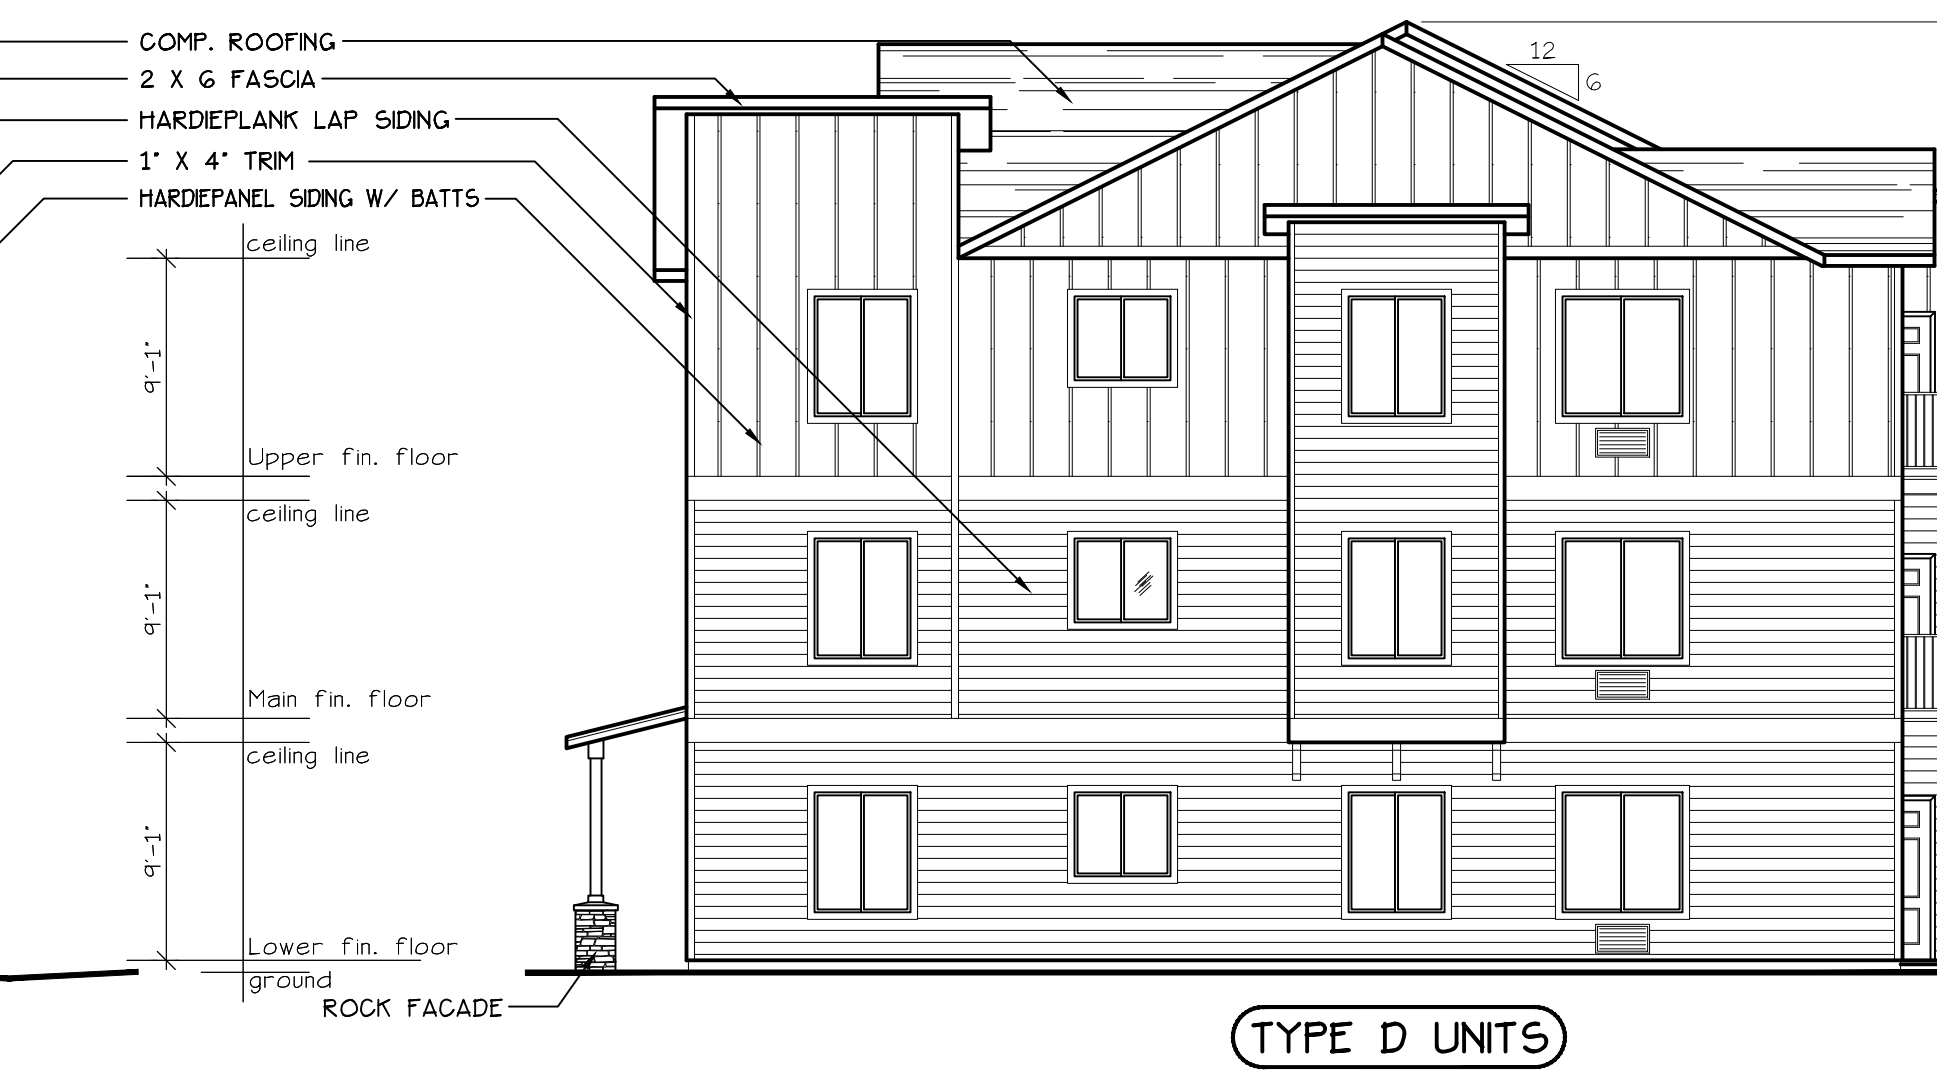 COMP. ROOFING
12
6
2 X 6 FASCIA
HARDIEPLANK LAP SIDING
1" X 4" TRIM
HARDIEPANEL SIDING W/ BATTS
ceiling line
9'-1"
Upper fin. floor
ceiling line
9'-1"
Main fin. floor
ceiling line
9'-1"
Lower fin. floor
ground
ROCK FACADE
TYPE D UNITS